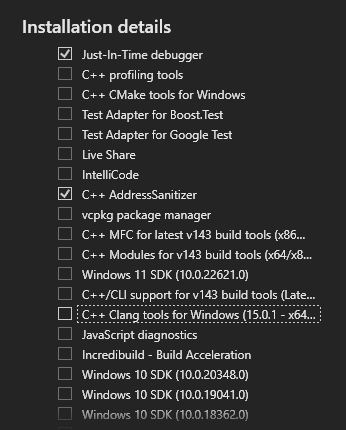 Installation details
Just-In-Time debugger
C++ profiling tools
C++ CMake tools for Windows
Test Adapter for Boost.Test
Test Adapter for Google Test
Live Share
IntelliCode
C++ AddressSanitizer
vcpkg package manager
C++ MFC for latest v143 build tools (x86...
C++ Modules for v143 build tools (x64/x8...
Windows 11 SDK (10.0.22621.0)
C++/CLI support for v143 build tools (Late...
C++ Clang tools for Windows (15.0.1 - x64...
JavaScript diagnostics
Incredibuild - Build Acceleration
Windows 10 SDK (10.0.20348.0)
Windows 10 SDK (10.0.19041.0)
Windows 10 SDK (10.0.18362.0)